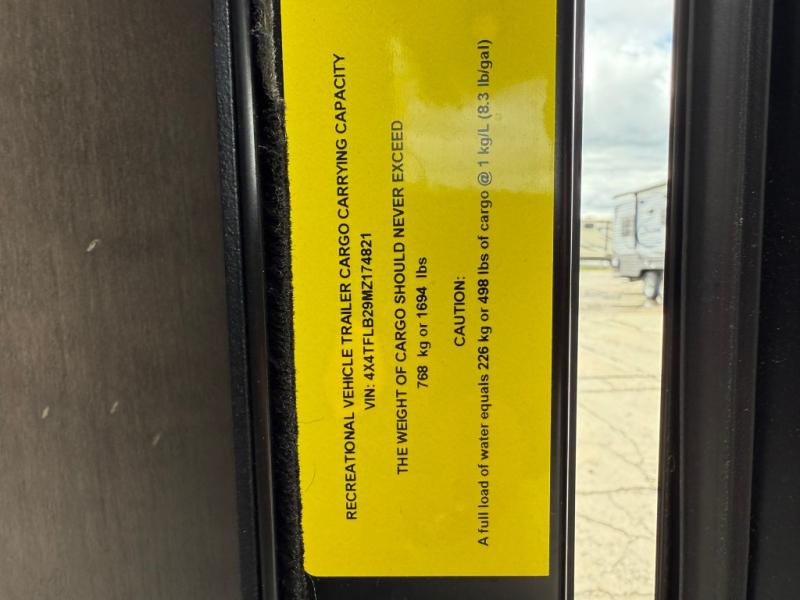 RECREATIONAL VEHICLE TRAILER CARGO CARRYING CAPACITY
VIN: 4X4TFLB29MZ174821
THE WEIGHT OF CARGO SHOULD NEVER EXCEED
768 kg or 1694 lbs
CAUTION:
A full load of water equals 226 kg or 498 lbs of cargo @ 1 kg/L (8.3 lb/gal)